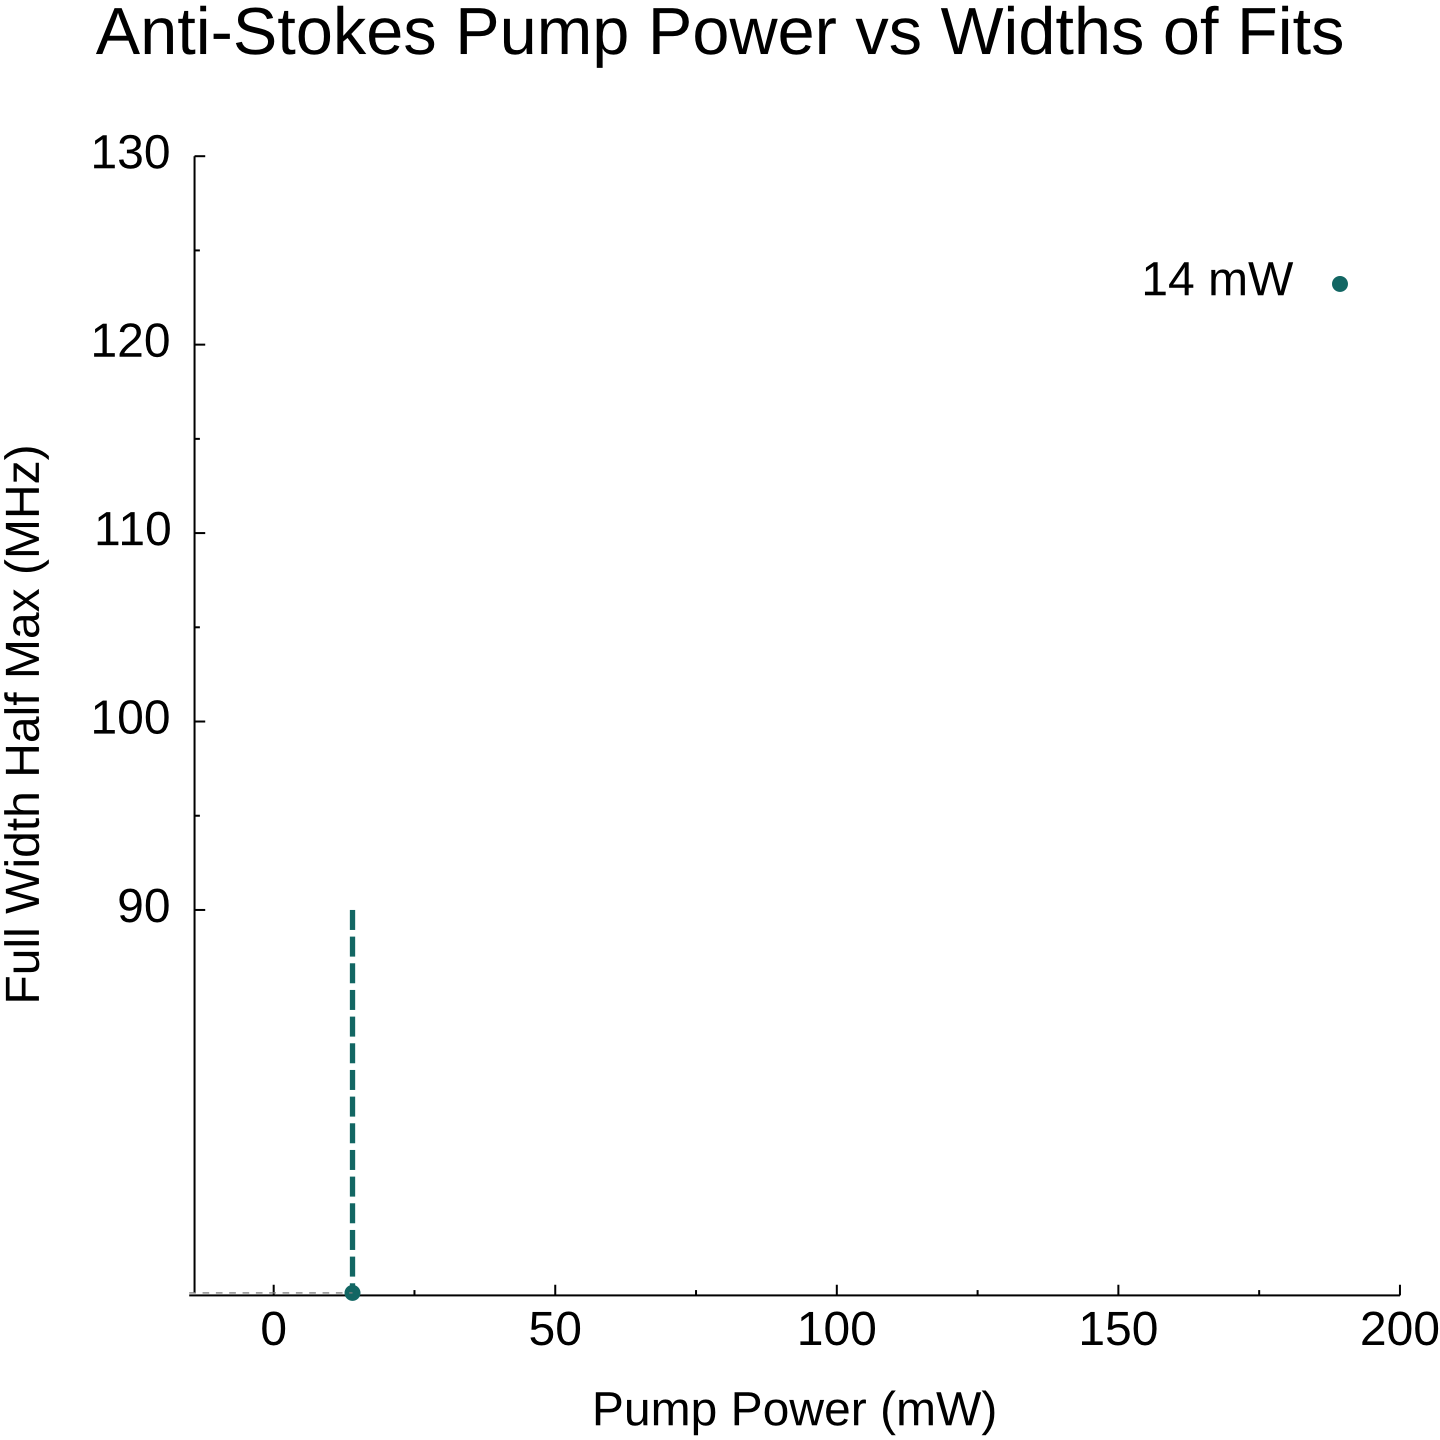 Anti-Stokes Pump Power vs Widths of Fits
130
14 mW
120
110
100
90
Full Width Half Max (MHz)
0 50 100 150 200
Pump Power (mW)